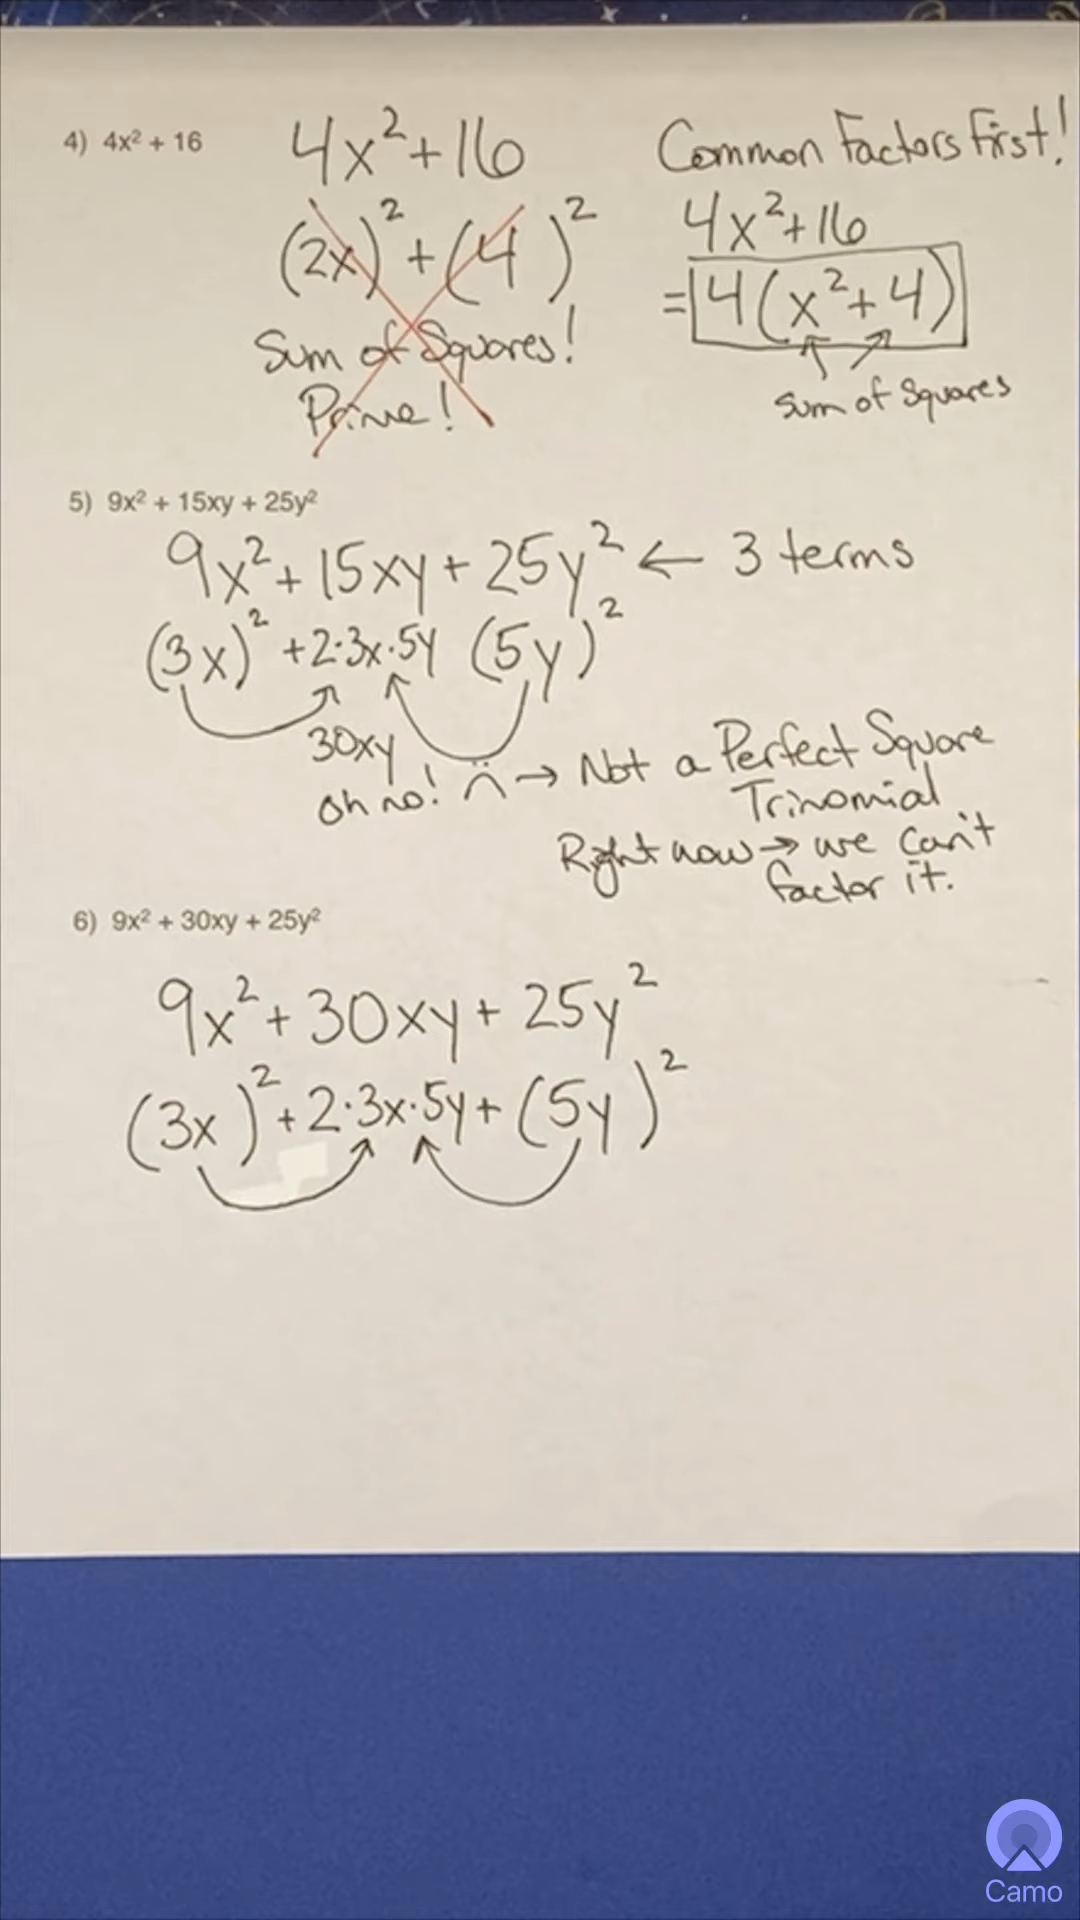 4) 4x² + 16
4x² + 16
(2x)² + (4)²
Sum of Squares!
Prime!
Common Factors First!
4x² + 16
= 4(x² + 4)
sum of Squares
5) 9x² + 15xy + 25y²
9x² + 15xy + 25y² ← 3 terms
(3x)² + 2·3x·5y (5y)²
30xy
oh no! :( → Not a Perfect Square
Trinomial
Right now → we can't
factor it.
6) 9x² + 30xy + 25y²
9x² + 30xy + 25y²
(3x)² + 2·3x·5y + (5y)²
Camo